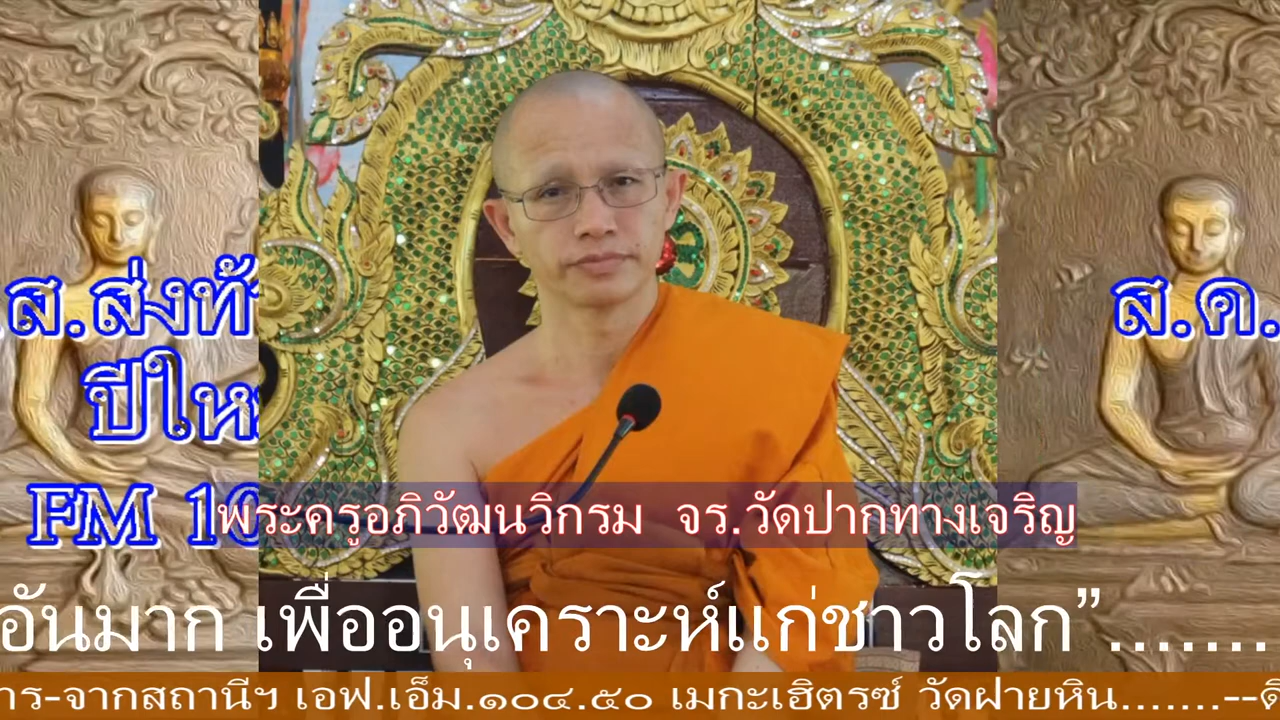 .ส.ส่งท้
ส.ค.
ปีให
FM 10
พระครูอภิวัฒนวิกรม จร.วัดปากทางเจริญ
อันมาก เพื่ออนุเคราะห์แก่ชาวโลก”.......
าร-จากสถานีฯ เอฟ.เอ็ม.๑๐๔.๕๐ เมกะเฮิตรซ์ วัดฝายหิน.......--ดิ